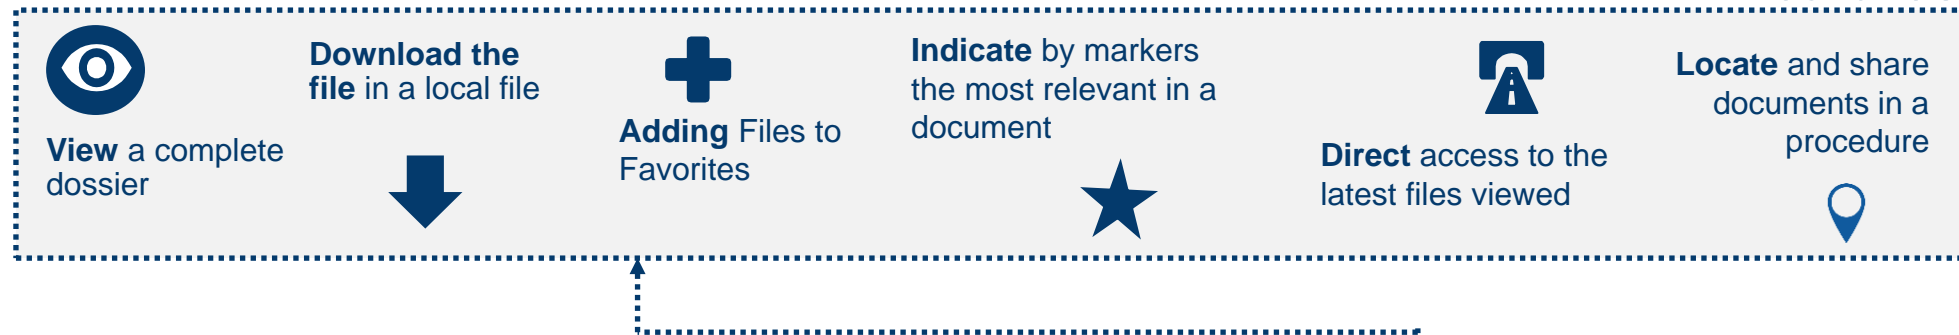 View a complete
dossier
Download the
file in a local file
Adding Files to
Favorites
Indicate by markers
the most relevant in a
document
Direct access to the
latest files viewed
Locate and share
documents in a
procedure